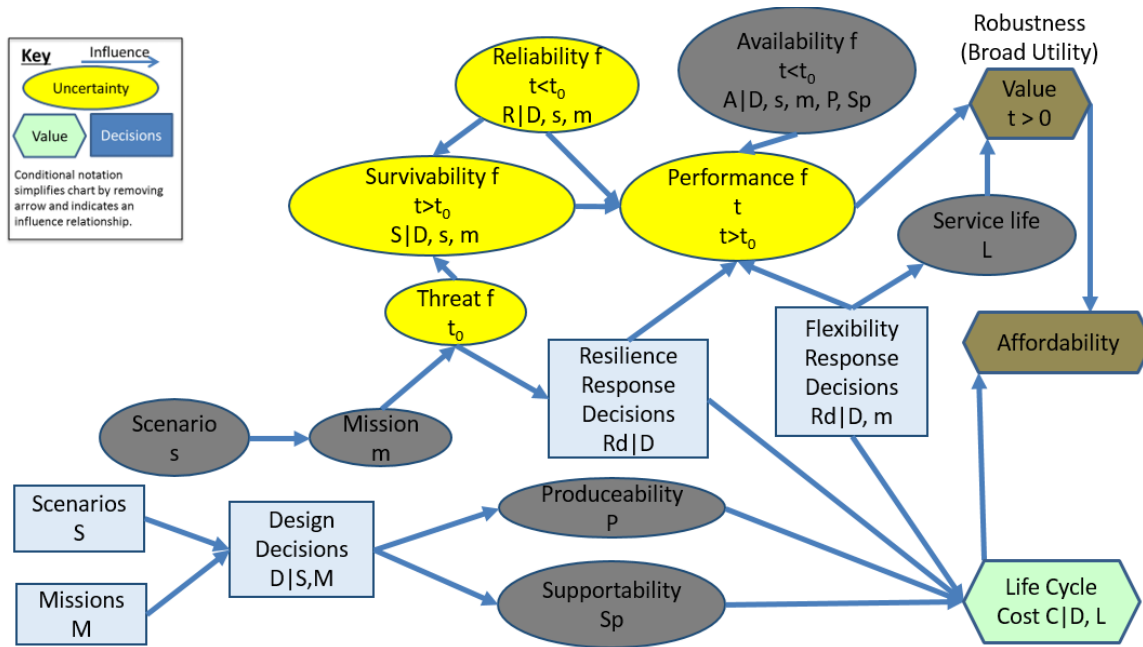 Key
Influence
Uncertainty
Value
Decisions
Conditional notation
simplifies chart by removing
arrow and indicates an
influence relationship.
Reliability f
t<t₀
R|D, s, m
Availability f
t<t₀
A|D, s, m, P, Sp
Robustness
(Broad Utility)
Value
t > 0
Survivability f
t>t₀
S|D, s, m
Performance f
t
t>t₀
Service life
L
Threat f
t₀
Resilience
Response
Decisions
Rd|D
Flexibility
Response
Decisions
Rd|D, m
Affordability
Scenario
s
Mission
m
Scenarios
S
Missions
M
Design
Decisions
D|S,M
Produceability
P
Supportability
Sp
Life Cycle
Cost C|D, L